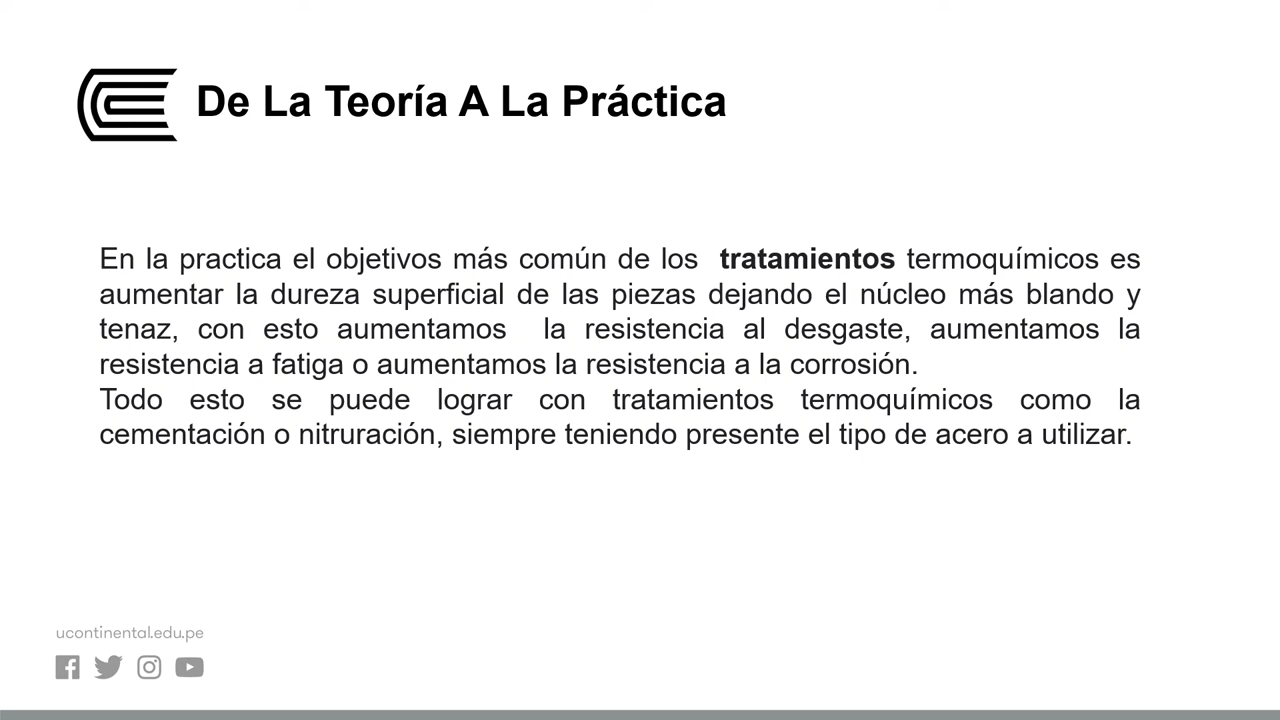 De La Teoría A La Práctica
En la practica el objetivos más común de los tratamientos termoquímicos es
aumentar la dureza superficial de las piezas dejando el núcleo más blando y
tenaz, con esto aumentamos la resistencia al desgaste, aumentamos la
resistencia a fatiga o aumentamos la resistencia a la corrosión.
Todo esto se puede lograr con tratamientos termoquímicos como la
cementación o nitruración, siempre teniendo presente el tipo de acero a utilizar.
ucontinental.edu.pe